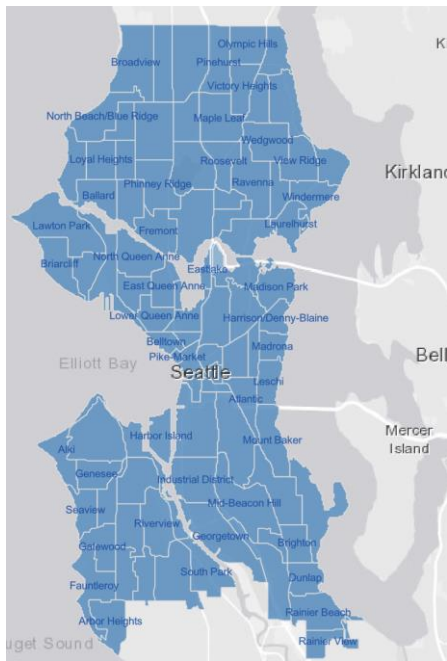 Olympic Hills
Ki
Broadview
Pinehurst
Victory Heights
North Beach/Blue Ridge
Maple Leaf
Wedgwood
Loyal Heights
Roosevelt
View Ridge
Kirkland
Phinney Ridge
Ravenna
Ballard
Windermere
Lawton Park
Laurelhurst
Fremont
North Queen Anne
Briarcliff
Eastlake
East Queen Anne
Madison Park
Lower Queen Anne
Harrison/Denny-Blaine
Belltown
Madrona
Pike-Market
Bell
Elliott Bay
Seattle
Leschi
Atlantic
Mercer
Island
Harbor Island
Mount Baker
Alki
Genesee
Industrial District
Mid-Beacon Hill
Seaview
Riverview
Georgetown
Gatewood
Brighton
South Park
Dunlap
Fauntleroy
Rainier Beach
Arbor Heights
uget Sound
Rainier View